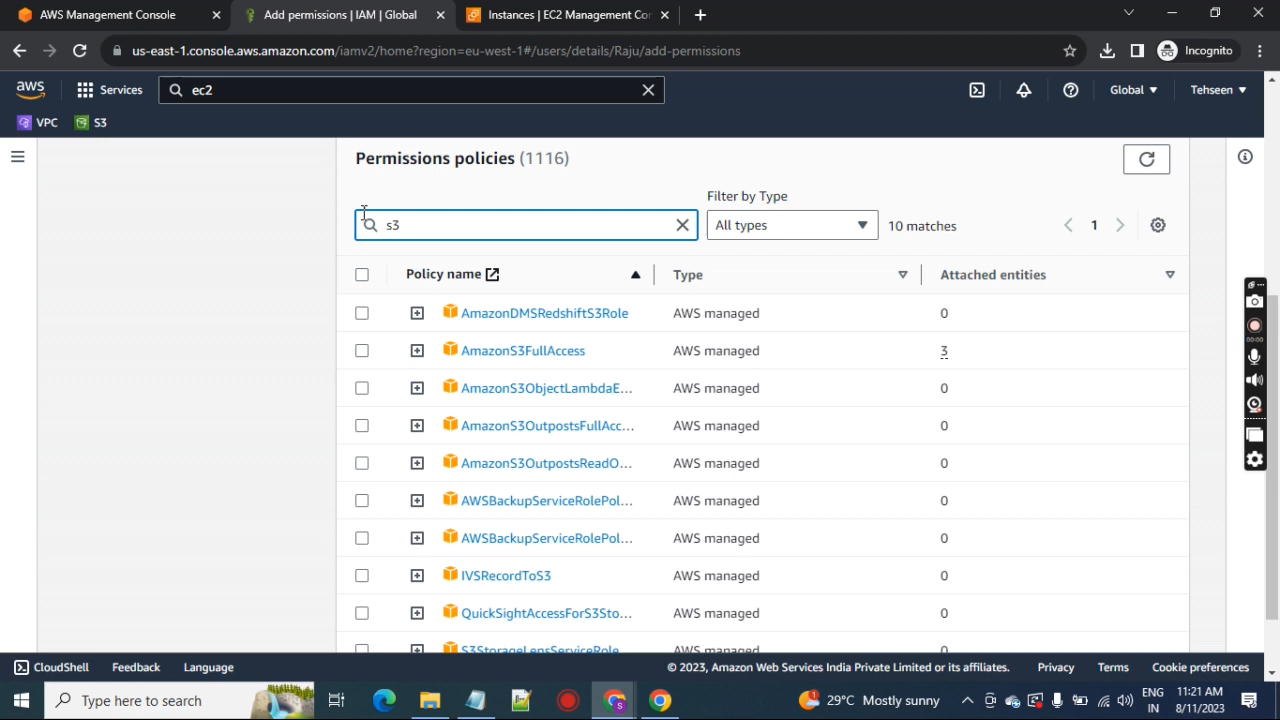 AWS Management Console
Add permissions | IAM | Global
Instances | EC2 Management Con
us-east-1.console.aws.amazon.com/iamv2/home?region=eu-west-1#/users/details/Raju/add-permissions
Incognito
aws
Services
ec2
Global
Tehseen
VPC
S3
Permissions policies (1116)
Filter by Type
s3
All types
10 matches
1
Policy name
Type
Attached entities
AmazonDMSRedshiftS3Role AWS managed 0
AmazonS3FullAccess AWS managed 3
AmazonS3ObjectLambdaE... AWS managed 0
AmazonS3OutpostsFullAcc... AWS managed 0
AmazonS3OutpostsReadO... AWS managed 0
AWSBackupServiceRolePol... AWS managed 0
AWSBackupServiceRolePol... AWS managed 0
IVSRecordToS3 AWS managed 0
QuickSightAccessForS3Sto... AWS managed 0
S3StorageLensServiceRole AWS managed 0
00:00
CloudShell
Feedback
Language
© 2023, Amazon Web Services India Private Limited or its affiliates.
Privacy
Terms
Cookie preferences
Type here to search
29°C Mostly sunny
ENG
IN
11:21 AM
8/11/2023